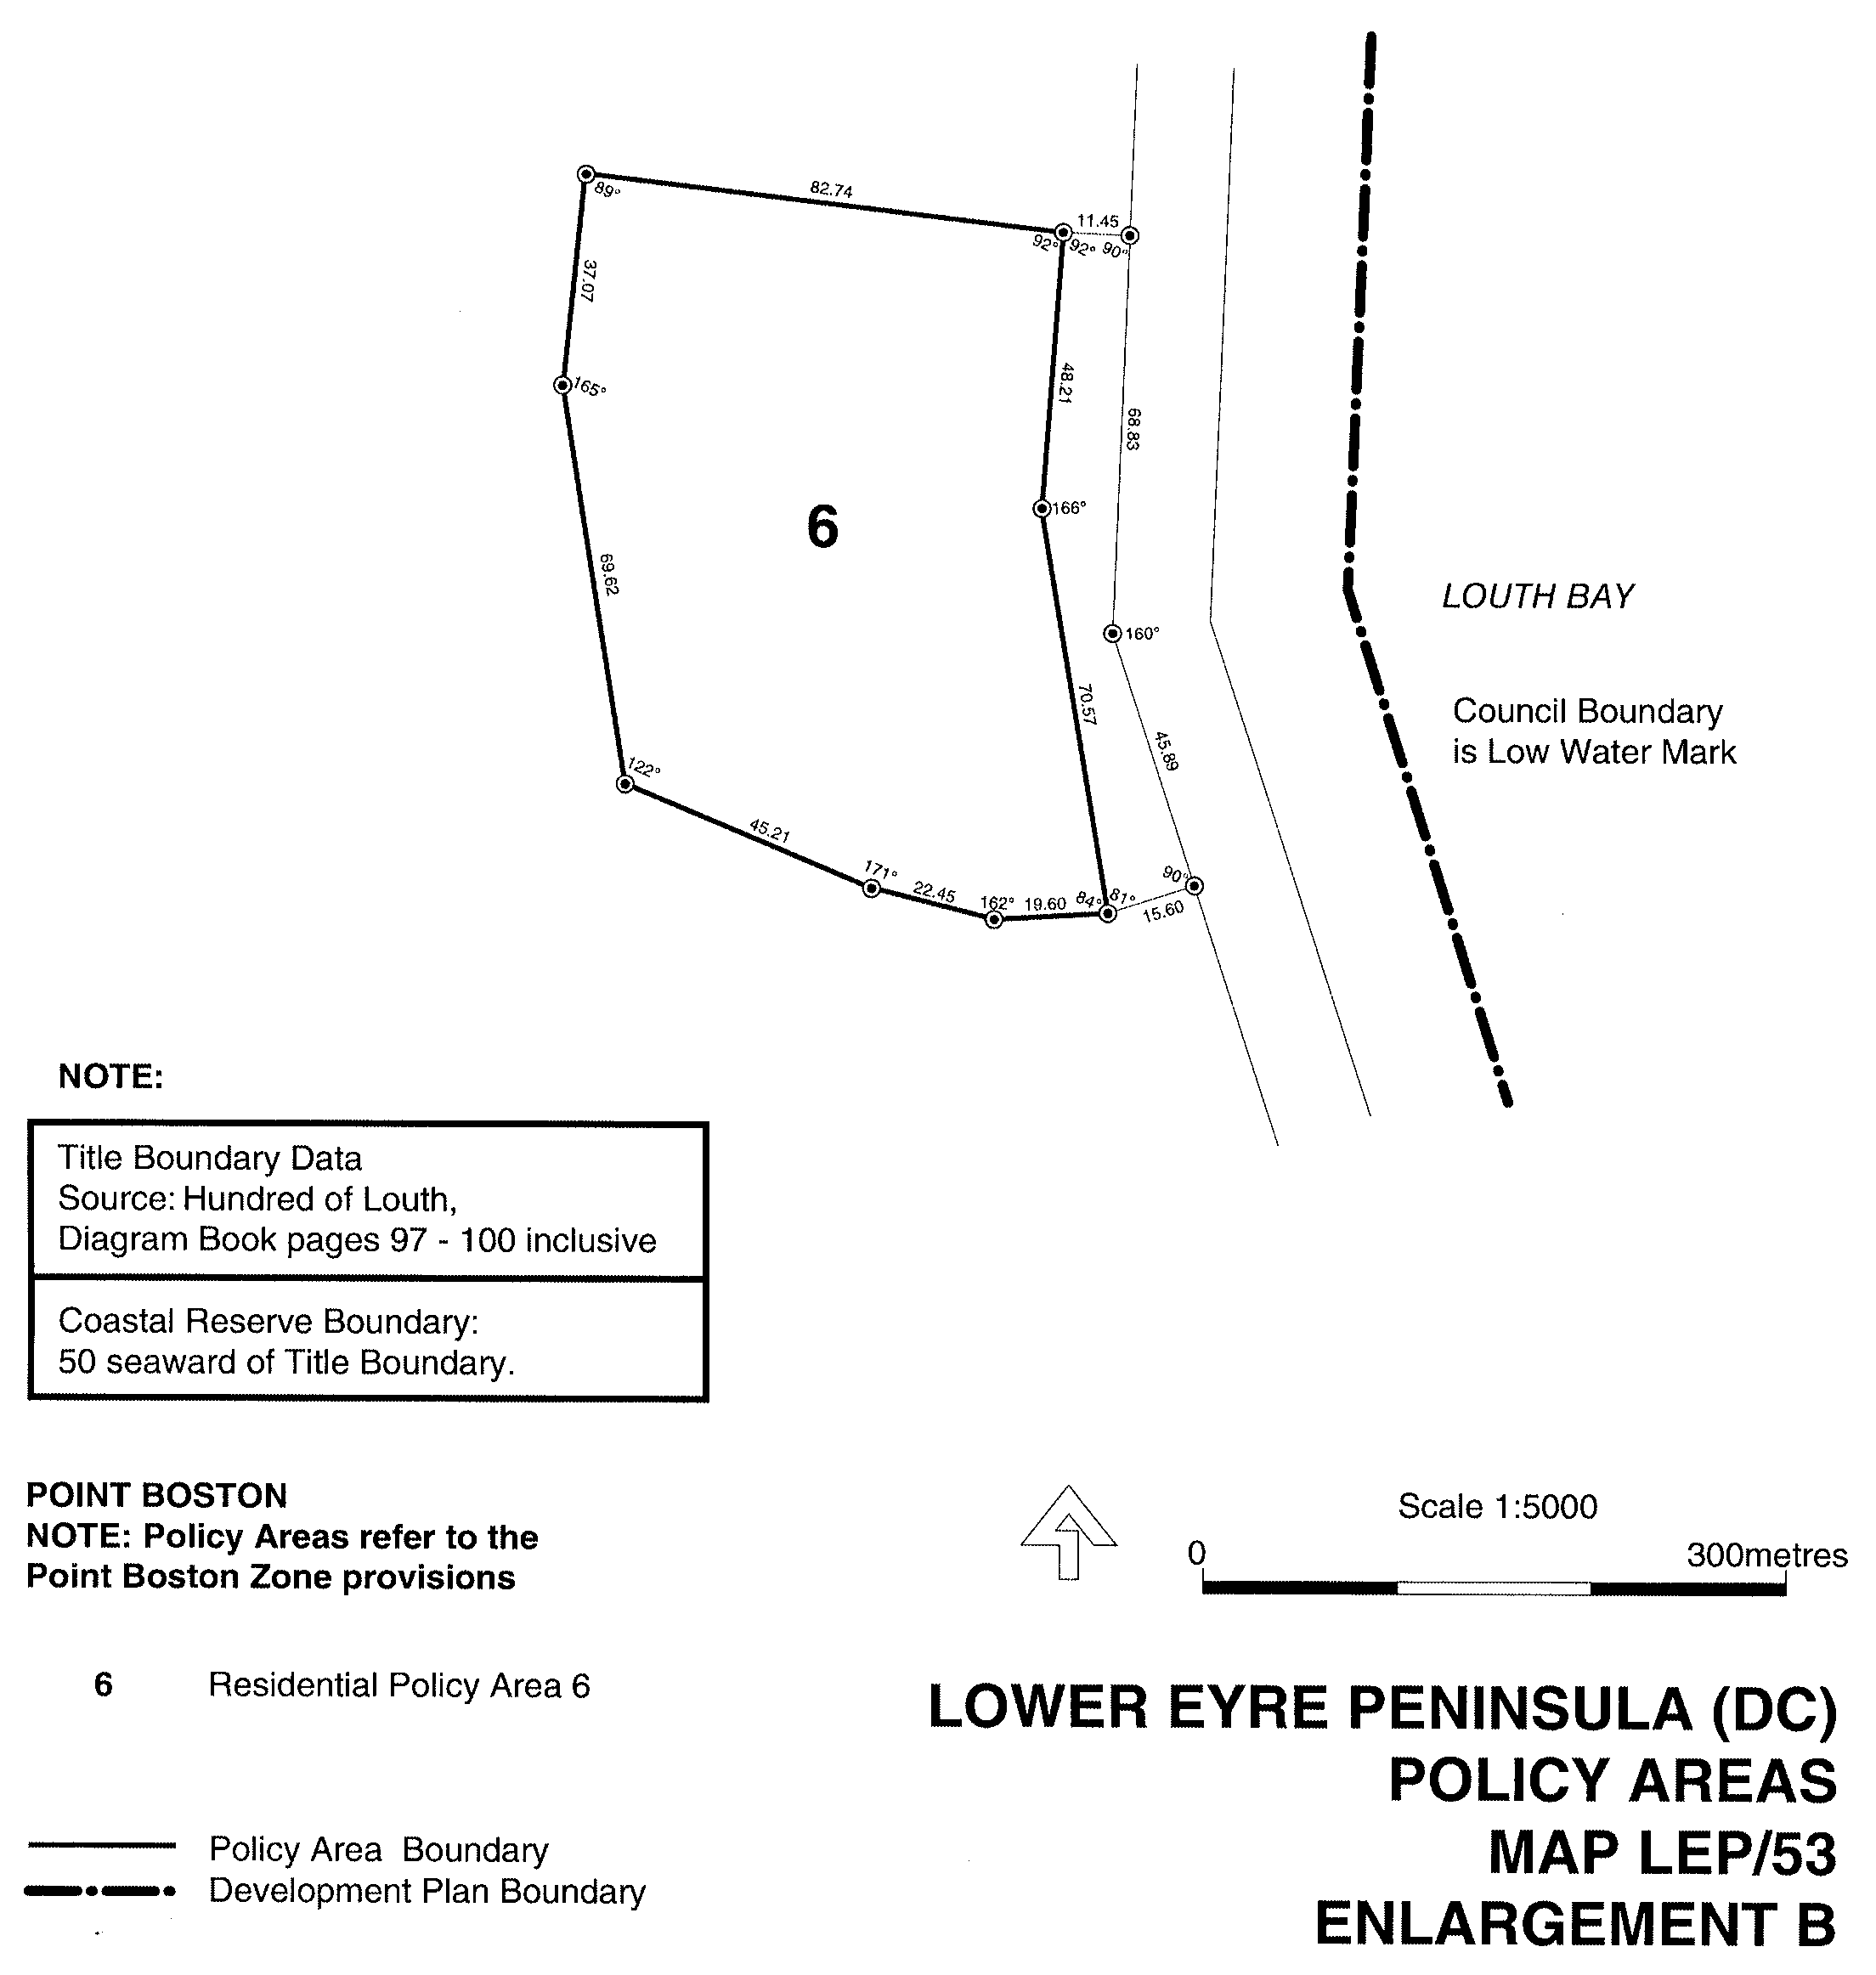 82.74
11.45
89°
92° 92° 90°
37.07
48.21
68.83
165°
166°
6
69.62
LOUTH BAY
160°
70.57
45.89
Council Boundary
is Low Water Mark
122°
45.21
171°
22.45
162° 19.60 84° 81° 90°
15.60
NOTE:
Title Boundary Data
Source: Hundred of Louth,
Diagram Book pages 97 - 100 inclusive
Coastal Reserve Boundary:
50 seaward of Title Boundary.
POINT BOSTON
NOTE: Policy Areas refer to the
Point Boston Zone provisions
Scale 1:5000
0 300metres
6 Residential Policy Area 6
LOWER EYRE PENINSULA (DC)
POLICY AREAS
MAP LEP/53
ENLARGEMENT B
Policy Area Boundary
Development Plan Boundary